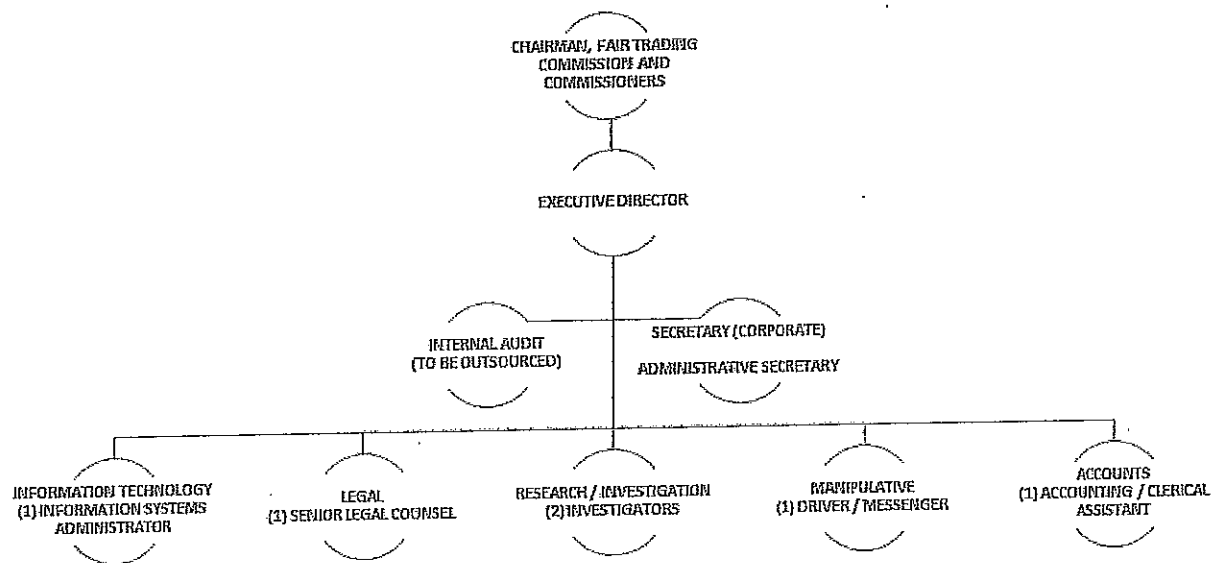 CHAIRMAN, FAIR TRADING
COMMISSION AND
COMMISSIONERS
EXECUTIVE DIRECTOR
INTERNAL AUDIT
(TO BE OUTSOURCED)
SECRETARY (CORPORATE)
ADMINISTRATIVE SECRETARY
INFORMATION TECHNOLOGY
(1) INFORMATION SYSTEMS
ADMINISTRATOR
LEGAL
(1) SENIOR LEGAL COUNSEL
RESEARCH / INVESTIGATION
(2) INVESTIGATORS
MANIPULATIVE
(1) DRIVER / MESSENGER
ACCOUNTS
(1) ACCOUNTING / CLERICAL
ASSISTANT